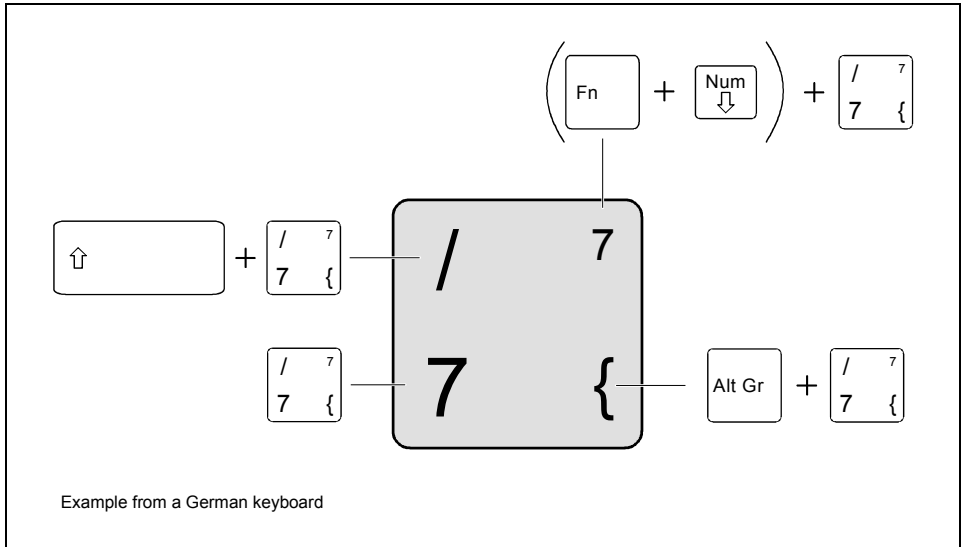 ( Fn + Num ⇩ ) + / 7 7 {
⇧ + / 7 7 {
/ 7
7 {
/ 7 7 {
Alt Gr + / 7 7 {
Example from a German keyboard